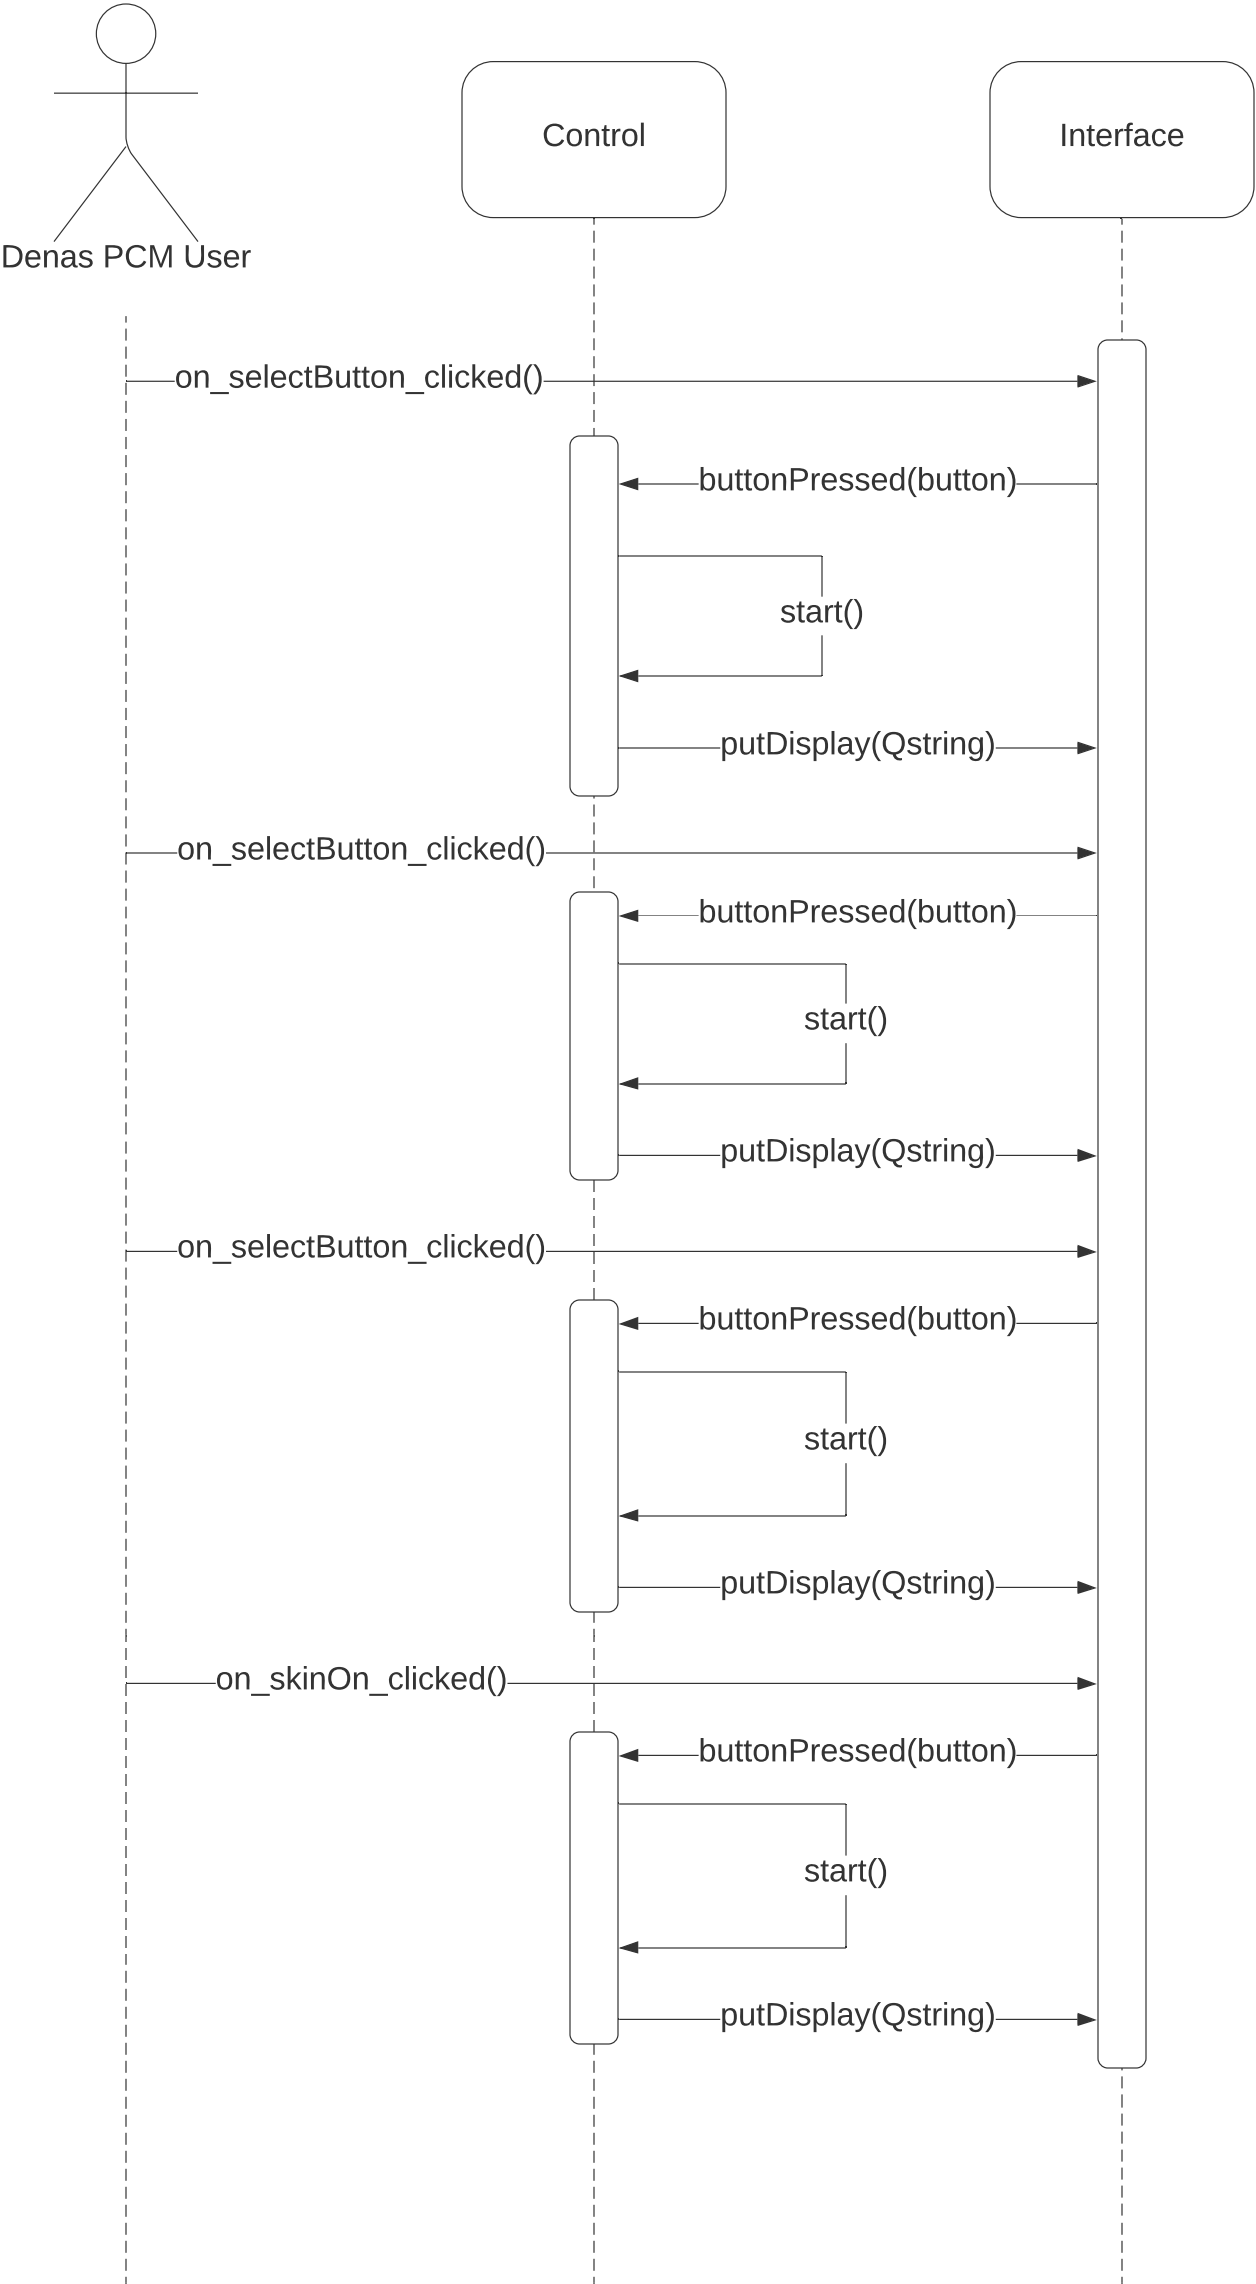 Control
Interface
Denas PCM User
on_selectButton_clicked()
buttonPressed(button)
start()
putDisplay(Qstring)
on_selectButton_clicked()
buttonPressed(button)
start()
putDisplay(Qstring)
on_selectButton_clicked()
buttonPressed(button)
start()
putDisplay(Qstring)
on_skinOn_clicked()
buttonPressed(button)
start()
putDisplay(Qstring)